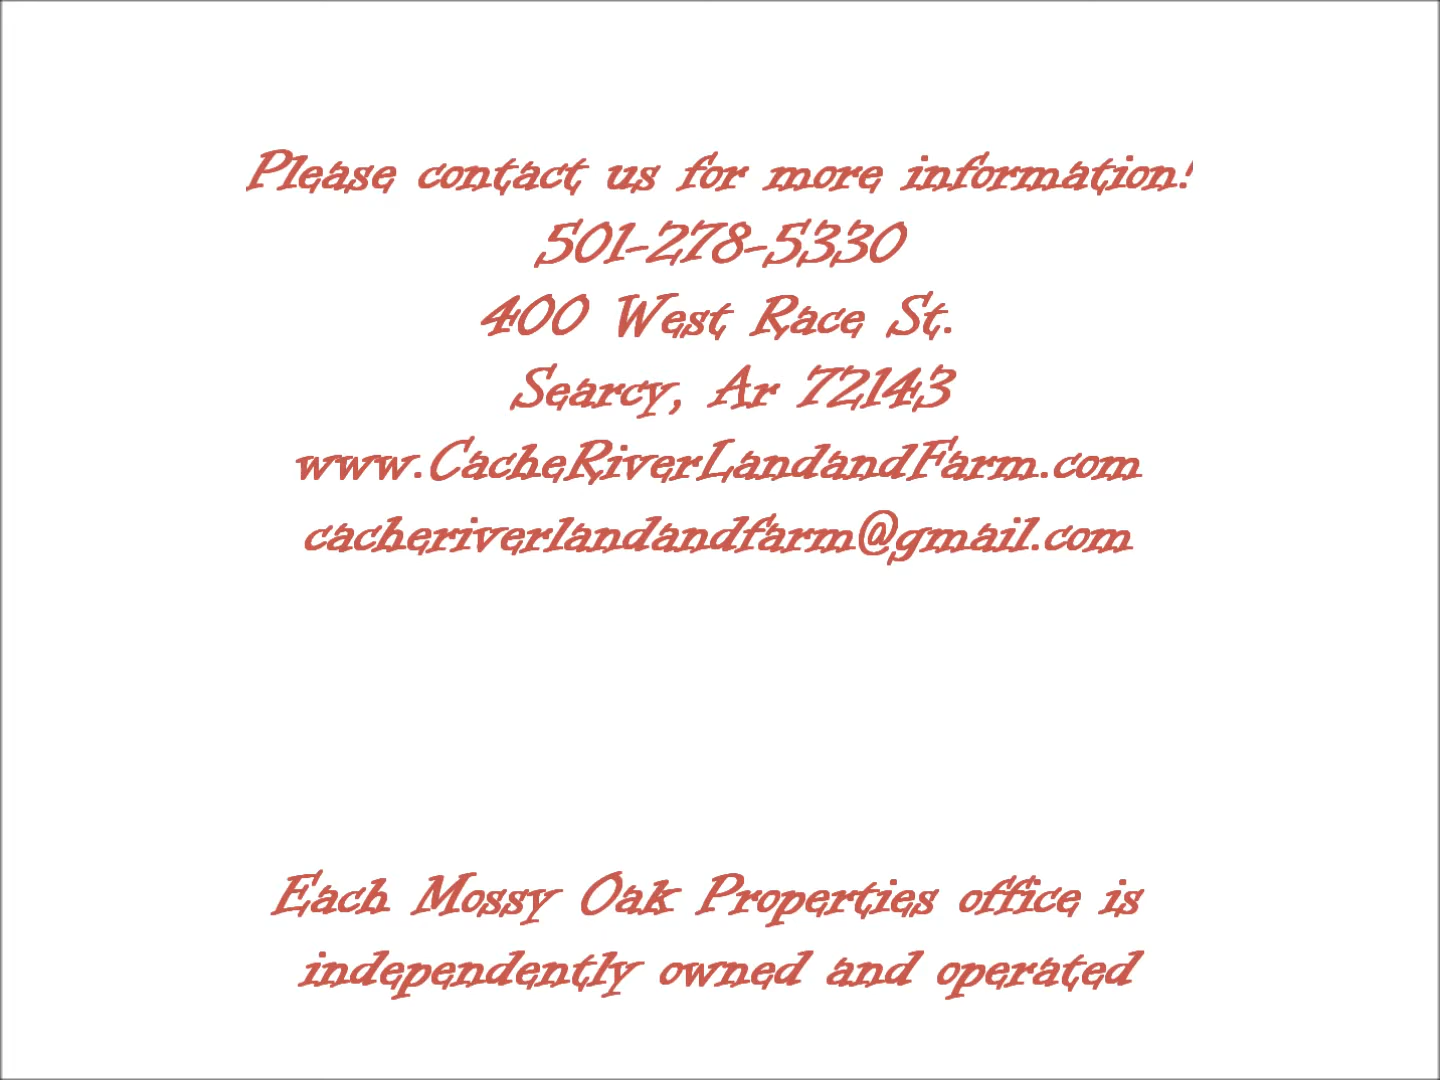 Please contact us for more information!
501-278-5330
400 West Race St.
Searcy, Ar 72143
www.CacheRiverLandandFarm.com
cacheriverlandandfarm@gmail.com
Each Mossy Oak Properties office is
independently owned and operated